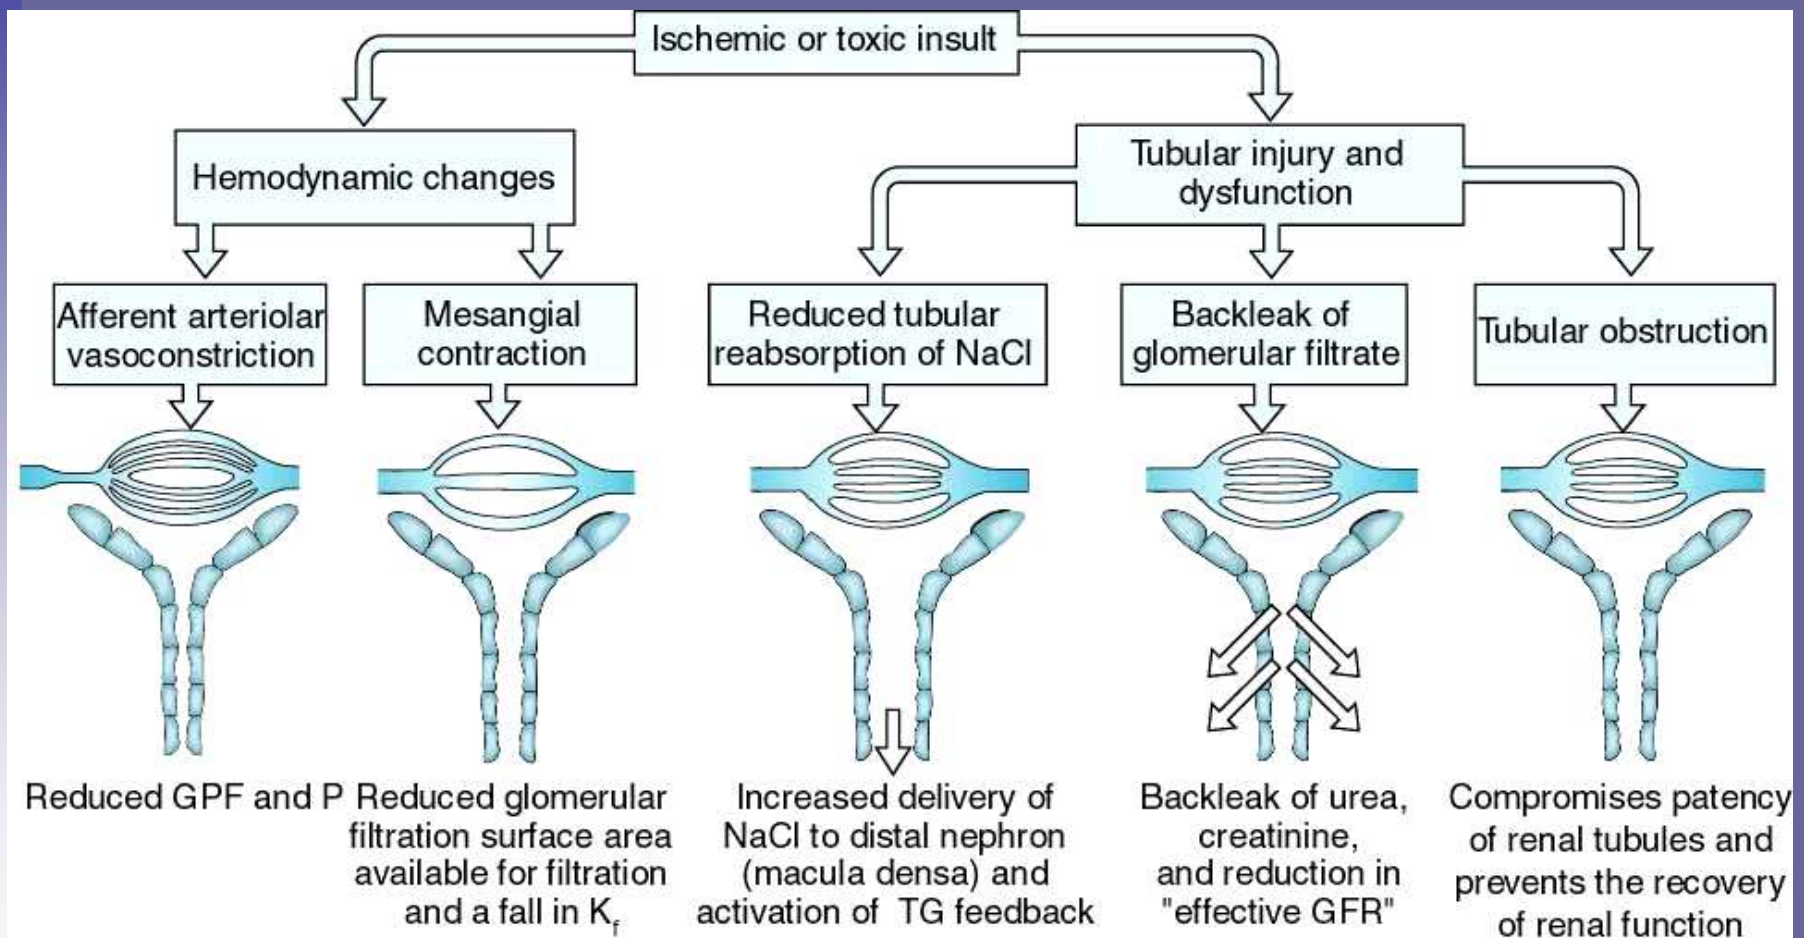 Ischemic or toxic insult
Hemodynamic changes
Tubular injury and
dysfunction
Afferent arteriolar
vasoconstriction
Mesangial
contraction
Reduced tubular
reabsorption of NaCl
Backleak of
glomerular filtrate
Tubular obstruction
Reduced GPF and P
Reduced glomerular
filtration surface area
available for filtration
and a fall in Kf
Increased delivery of
NaCl to distal nephron
(macula densa) and
activation of TG feedback
Backleak of urea,
creatinine,
and reduction in
"effective GFR"
Compromises patency
of renal tubules and
prevents the recovery
of renal function